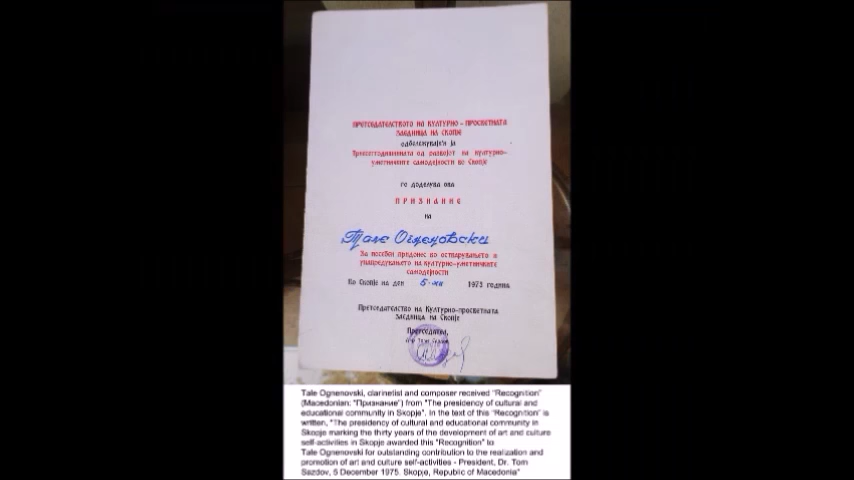 ПРЕТСЕДАТЕЛСТВОТО НА КУЛТУРНО - ПРОСВЕТНАТА
ЗАЕДНИЦА НА СКОПЈЕ
одбележувајќи ја
Триесетгодишнината од развојот на културно-
уметничките самодејности во Скопје
го доделува ова
ПРИЗНАНИЕ
на
Тале Огненовски
За посебен придонес во остварувањето и
унапредувањето на културно-уметничките
самодејности
Во Скопје на ден 5-XII 1975 година
Претседателство на Културно-просветната
заедница на Скопје
Претседател,
Tale Ognenovski, clarinetist and composer received "Recognition"
(Macedonian: "Признание") from "The presidency of cultural and
educational community in Skopje". In the text of this "Recognition" is
written, "The presidency of cultural and educational community in
Skopje marking the thirty years of the development of art and culture
self-activities in Skopje awarded this "Recognition" to
Tale Ognenovski for outstanding contribution to the realization and
promotion of art and culture self-activities - President, Dr. Tom
Sazdov, 5 December 1975. Skopje, Republic of Macedonia"